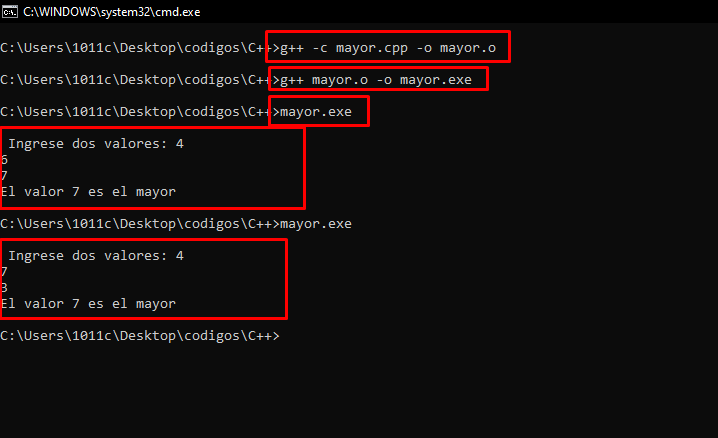 C:\WINDOWS\system32\cmd.exe
C:\Users\1011c\Desktop\codigos\C++>g++ -c mayor.cpp -o mayor.o
C:\Users\1011c\Desktop\codigos\C++>g++ mayor.o -o mayor.exe
C:\Users\1011c\Desktop\codigos\C++>mayor.exe
Ingrese dos valores: 4
6
7
El valor 7 es el mayor
C:\Users\1011c\Desktop\codigos\C++>mayor.exe
Ingrese dos valores: 4
7
3
El valor 7 es el mayor
C:\Users\1011c\Desktop\codigos\C++>